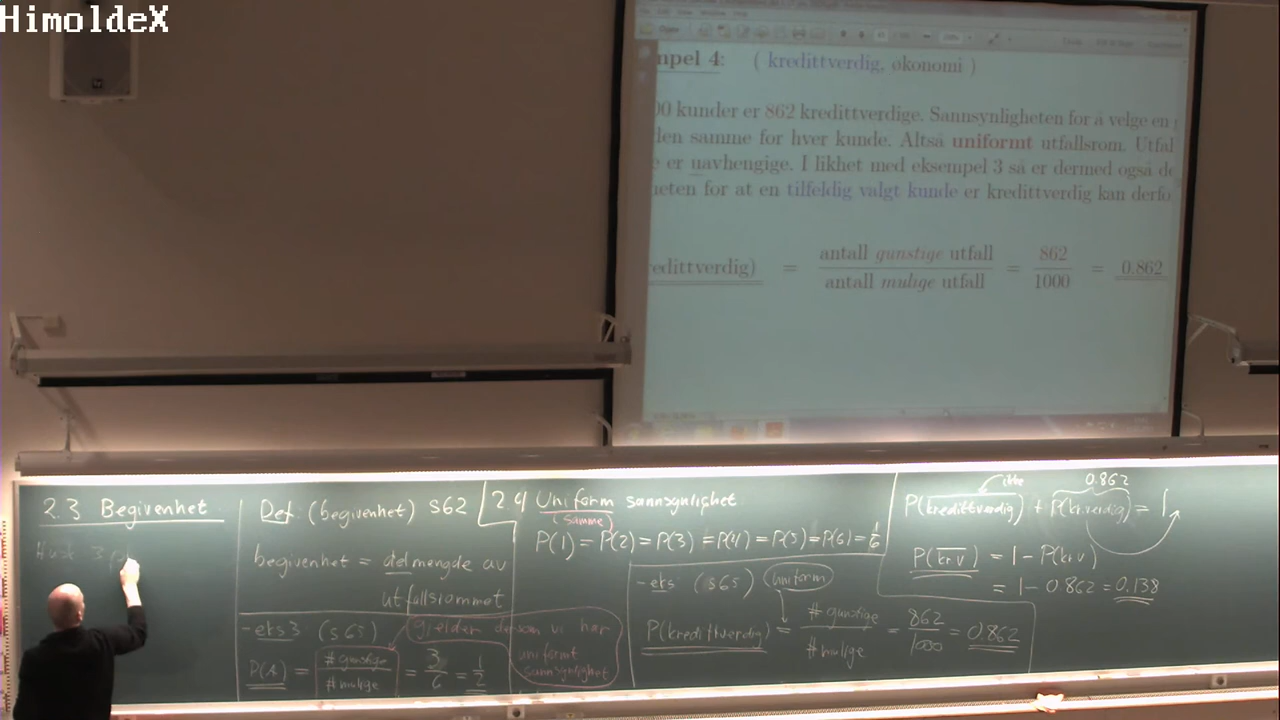 HimoldeX
mpel 4: ( kredittverdig, økonomi )
00 kunder er 862 kredittverdige. Sannsynligheten for å velge en
den samme for hver kunde. Altså uniformt utfallsrom. Utfal
e er uavhengige. I likhet med eksempel 3 så er dermed også de
heten for at en tilfeldig valgt kunde er kredittverdig kan derfo
redittverdig) = antall gunstige utfall / antall mulige utfall = 862 / 1000 = 0.862
2.3 Begivenhet
Husk
Def (begivenhet) S62
begivenhet = delmengde av
utfallsrommet
- eks3 (s65)
P(A) = # gunstige / # mulige = 3/6 = 1/2
gjelder dersom vi har
uniformt
sannsynlighet
2.4 Uniform sannsynlighet
(samme)
P(1) = P(2) = P(3) = P(4) = P(5) = P(6) = 1/6
- eks (s65) uniform
P(kredittverdig) = # gunstige / # mulige = 862 / 1000 = 0.862
ikke 0.862
P(kredittverdig) + P(kr.verdig) = 1
P(kr.v) = 1 - P(kr.v)
= 1 - 0.862 = 0.138